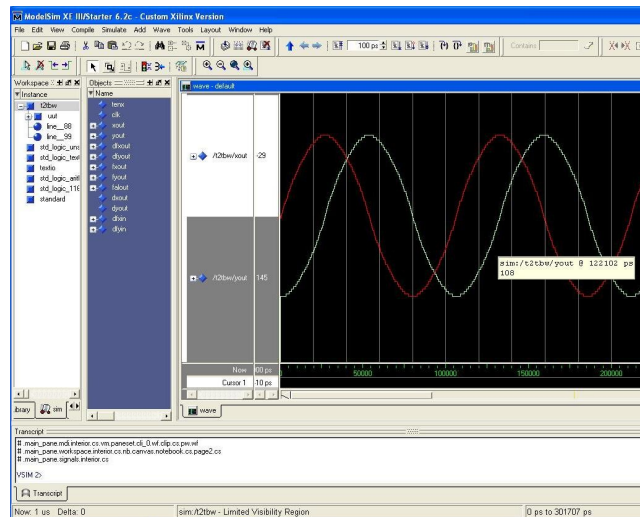 ModelSim XE III/Starter 6.2c - Custom Xilinx Version
File Edit View Compile Simulate Add Wave Tools Layout Window Help
100 ps
Contains
Workspace
Objects
wave - default
Instance
Name
t2tbw
uut
line__88
line__99
std_logic_uns
std_logic_text
textio
std_logic_arit
std_logic_116
standard
tenx
clk
xout
yout
dlxout
dlyout
fxout
fyout
falout
dxout
dyout
dlxin
dlyin
/t2tbw/xout -29
/t2tbw/yout 145
sim:/t2tbw/yout @ 122102 ps
108
Now 00 ps
Cursor 1 -10 ps
50000 100000 150000 200000
ibrary sim
wave
Transcript
# .main_pane.mdi.interior.cs.vm.paneset.cli_0.wf.clip.cs.pw.wf
# .main_pane.workspace.interior.cs.nb.canvas.notebook.cs.page2.cs
# .main_pane.signals.interior.cs
VSIM 2>
Transcript
Now: 1 us Delta: 0
sim:/t2tbw - Limited Visibility Region
0 ps to 301707 ps